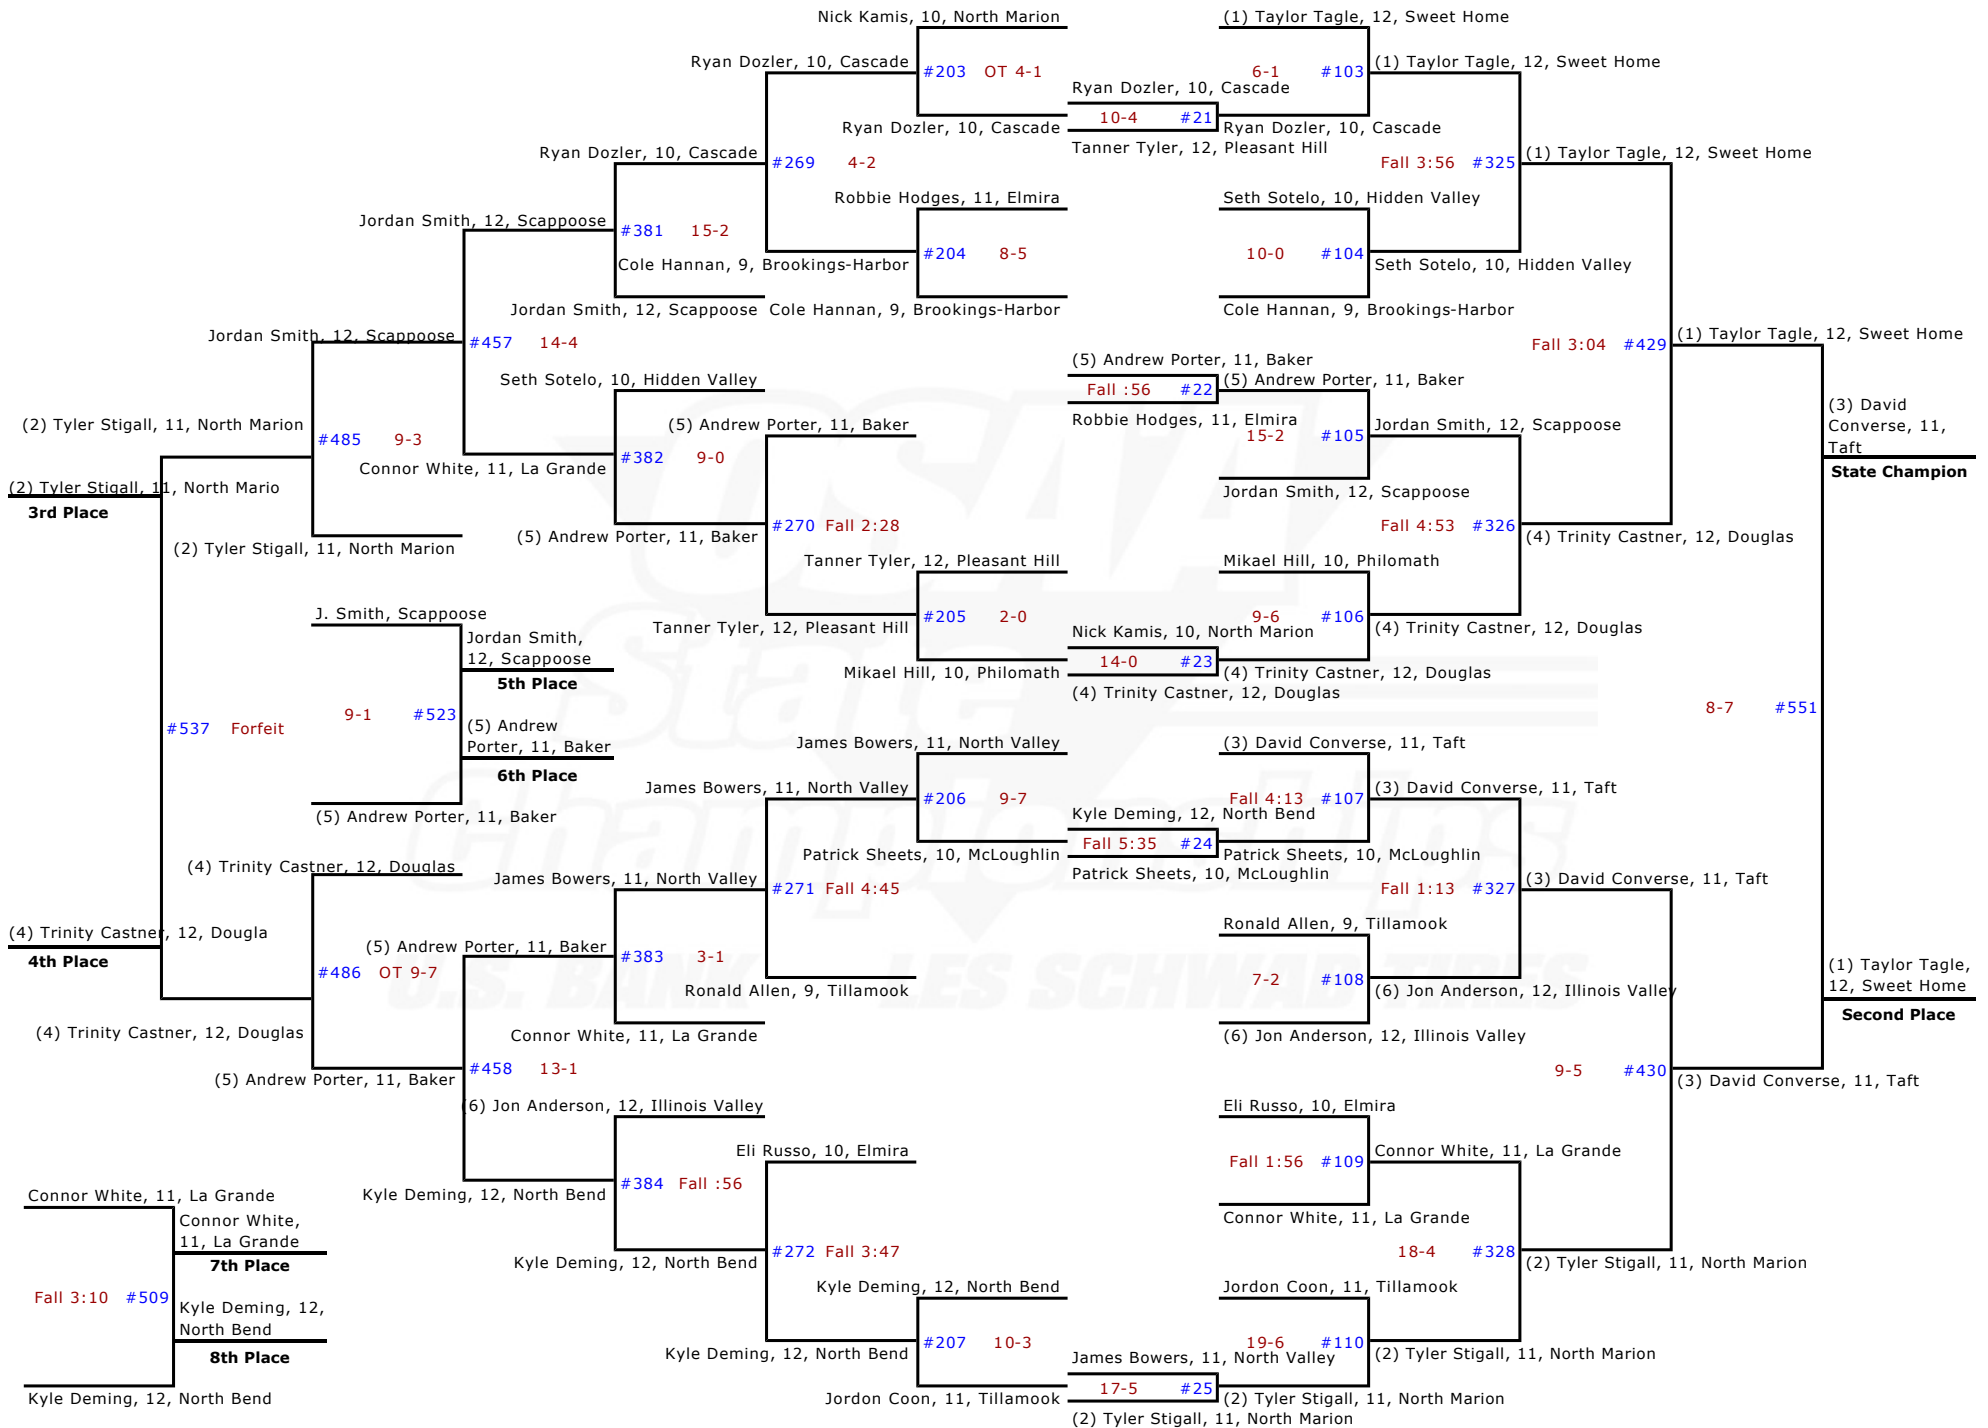 Nick Kamis, 10, North Marion
(1) Taylor Tagle, 12, Sweet Home
Ryan Dozler, 10, Cascade
#203 OT 4-1
6-1 #103
(1) Taylor Tagle, 12, Sweet Home
Ryan Dozler, 10, Cascade
10-4 #21
Ryan Dozler, 10, Cascade
Ryan Dozler, 10, Cascade
Tanner Tyler, 12, Pleasant Hill
Ryan Dozler, 10, Cascade
#269 4-2
Fall 3:56 #325
(1) Taylor Tagle, 12, Sweet Home
Robbie Hodges, 11, Elmira
Seth Sotelo, 10, Hidden Valley
Jordan Smith, 12, Scappoose
#381 15-2
#204 8-5
10-0 #104
Cole Hannan, 9, Brookings-Harbor
Seth Sotelo, 10, Hidden Valley
Jordan Smith, 12, Scappoose
Cole Hannan, 9, Brookings-Harbor
Cole Hannan, 9, Brookings-Harbor
Jordan Smith, 12, Scappoose
#457 14-4
Fall 3:04 #429
(1) Taylor Tagle, 12, Sweet Home
(5) Andrew Porter, 11, Baker
Seth Sotelo, 10, Hidden Valley
Fall :56 #22
(5) Andrew Porter, 11, Baker
Robbie Hodges, 11, Elmira
(2) Tyler Stigall, 11, North Marion
#485 9-3
(5) Andrew Porter, 11, Baker
15-2 #105
Jordan Smith, 12, Scappoose
(3) David
Converse, 11,
Taft
State Champion
Connor White, 11, La Grande
#382 9-0
(2) Tyler Stigall, 11, North Mario
3rd Place
Jordan Smith, 12, Scappoose
#270 Fall 2:28
Fall 4:53 #326
(5) Andrew Porter, 11, Baker
(4) Trinity Castner, 12, Douglas
(2) Tyler Stigall, 11, North Marion
Tanner Tyler, 12, Pleasant Hill
Mikael Hill, 10, Philomath
J. Smith, Scappoose
#205 2-0
9-6 #106
Tanner Tyler, 12, Pleasant Hill
Nick Kamis, 10, North Marion
(4) Trinity Castner, 12, Douglas
Jordan Smith,
12, Scappoose
5th Place
14-0 #23
Mikael Hill, 10, Philomath
(4) Trinity Castner, 12, Douglas
(4) Trinity Castner, 12, Douglas
#537 Forfeit
9-1 #523
8-7 #551
(5) Andrew
Porter, 11, Baker
6th Place
James Bowers, 11, North Valley
(3) David Converse, 11, Taft
James Bowers, 11, North Valley
#206 9-7
Fall 4:13 #107
(3) David Converse, 11, Taft
(5) Andrew Porter, 11, Baker
Kyle Deming, 12, North Bend
Fall 5:35 #24
Patrick Sheets, 10, McLoughlin
Patrick Sheets, 10, McLoughlin
Patrick Sheets, 10, McLoughlin
(4) Trinity Castner, 12, Douglas
James Bowers, 11, North Valley
#271 Fall 4:45
Fall 1:13 #327
(3) David Converse, 11, Taft
Ronald Allen, 9, Tillamook
(4) Trinity Castner, 12, Dougla
4th Place
(5) Andrew Porter, 11, Baker
#383 3-1
#486 OT 9-7
7-2 #108
Ronald Allen, 9, Tillamook
(6) Jon Anderson, 12, Illinois Valley
(1) Taylor Tagle,
12, Sweet Home
Second Place
(4) Trinity Castner, 12, Douglas
Connor White, 11, La Grande
(6) Jon Anderson, 12, Illinois Valley
#458 13-1
9-5 #430
(5) Andrew Porter, 11, Baker
(3) David Converse, 11, Taft
(6) Jon Anderson, 12, Illinois Valley
Eli Russo, 10, Elmira
Eli Russo, 10, Elmira
Fall 1:56 #109
Connor White, 11, La Grande
Kyle Deming, 12, North Bend
#384 Fall :56
Connor White, 11, La Grande
Connor White,
11, La Grande
7th Place
Connor White, 11, La Grande
#272 Fall 3:47
18-4 #328
Kyle Deming, 12, North Bend
(2) Tyler Stigall, 11, North Marion
Fall 3:10 #509
Kyle Deming, 12,
North Bend
8th Place
Kyle Deming, 12, North Bend
Jordon Coon, 11, Tillamook
#207 10-3
19-6 #110
Kyle Deming, 12, North Bend
James Bowers, 11, North Valley
(2) Tyler Stigall, 11, North Marion
17-5 #25
Kyle Deming, 12, North Bend
Jordon Coon, 11, Tillamook
(2) Tyler Stigall, 11, North Marion
(2) Tyler Stigall, 11, North Marion
OSAA
State
Championships
U.S. BANK LES SCHWAB TIRES